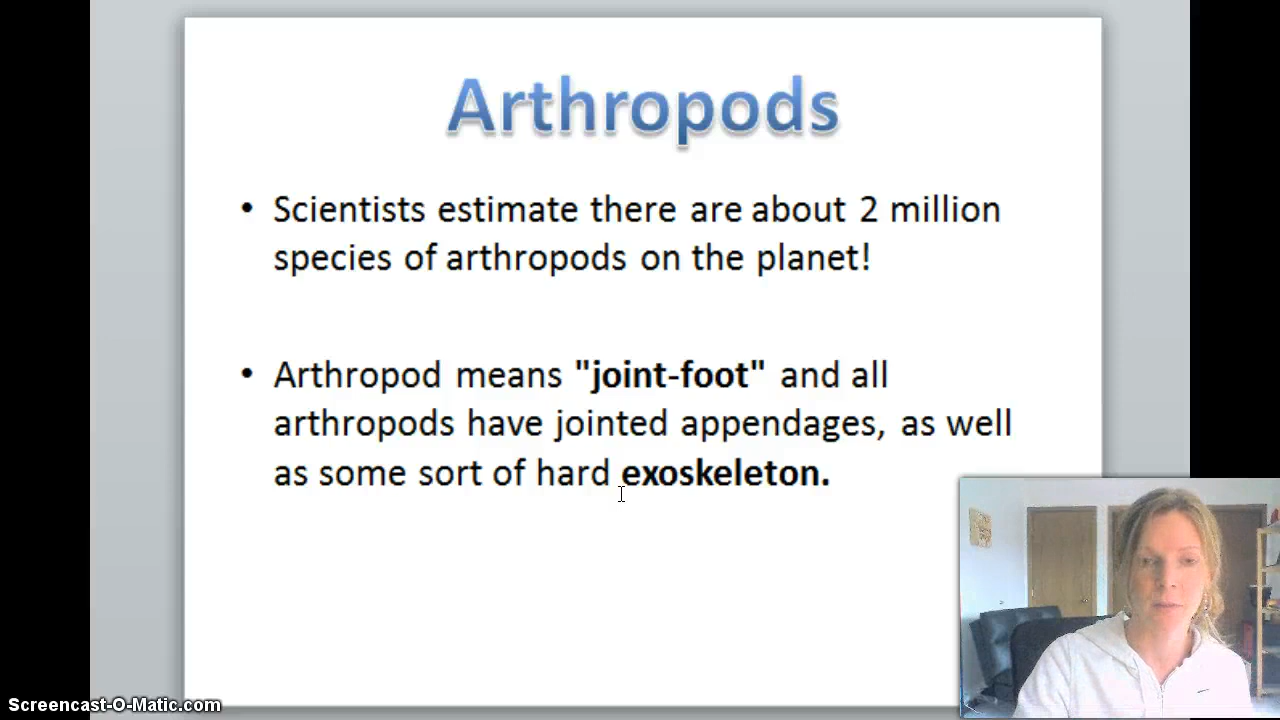 Arthropods
• Scientists estimate there are about 2 million
species of arthropods on the planet!
• Arthropod means "joint-foot" and all
arthropods have jointed appendages, as well
as some sort of hard exoskeleton.
Screencast-O-Matic.com